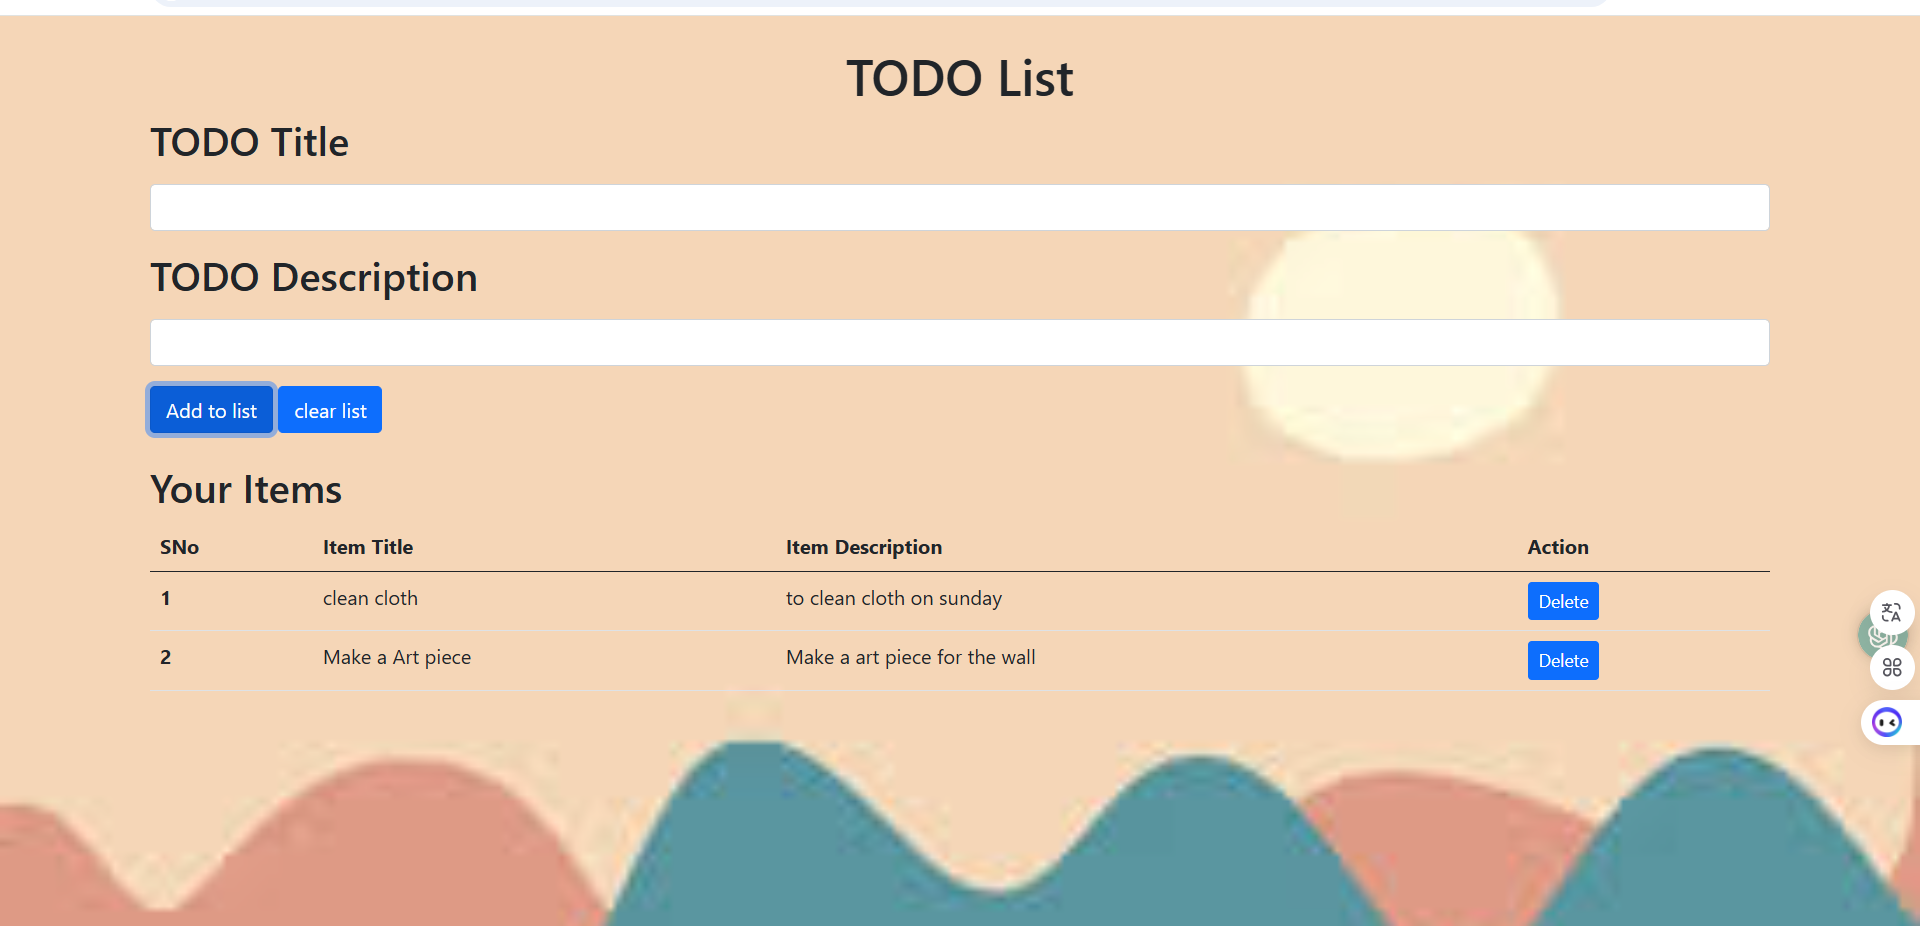 TODO List
TODO Title
TODO Description
Add to list clear list
Your Items
SNo Item Title Item Description Action
1 clean cloth to clean cloth on sunday Delete
2 Make a Art piece Make a art piece for the wall Delete